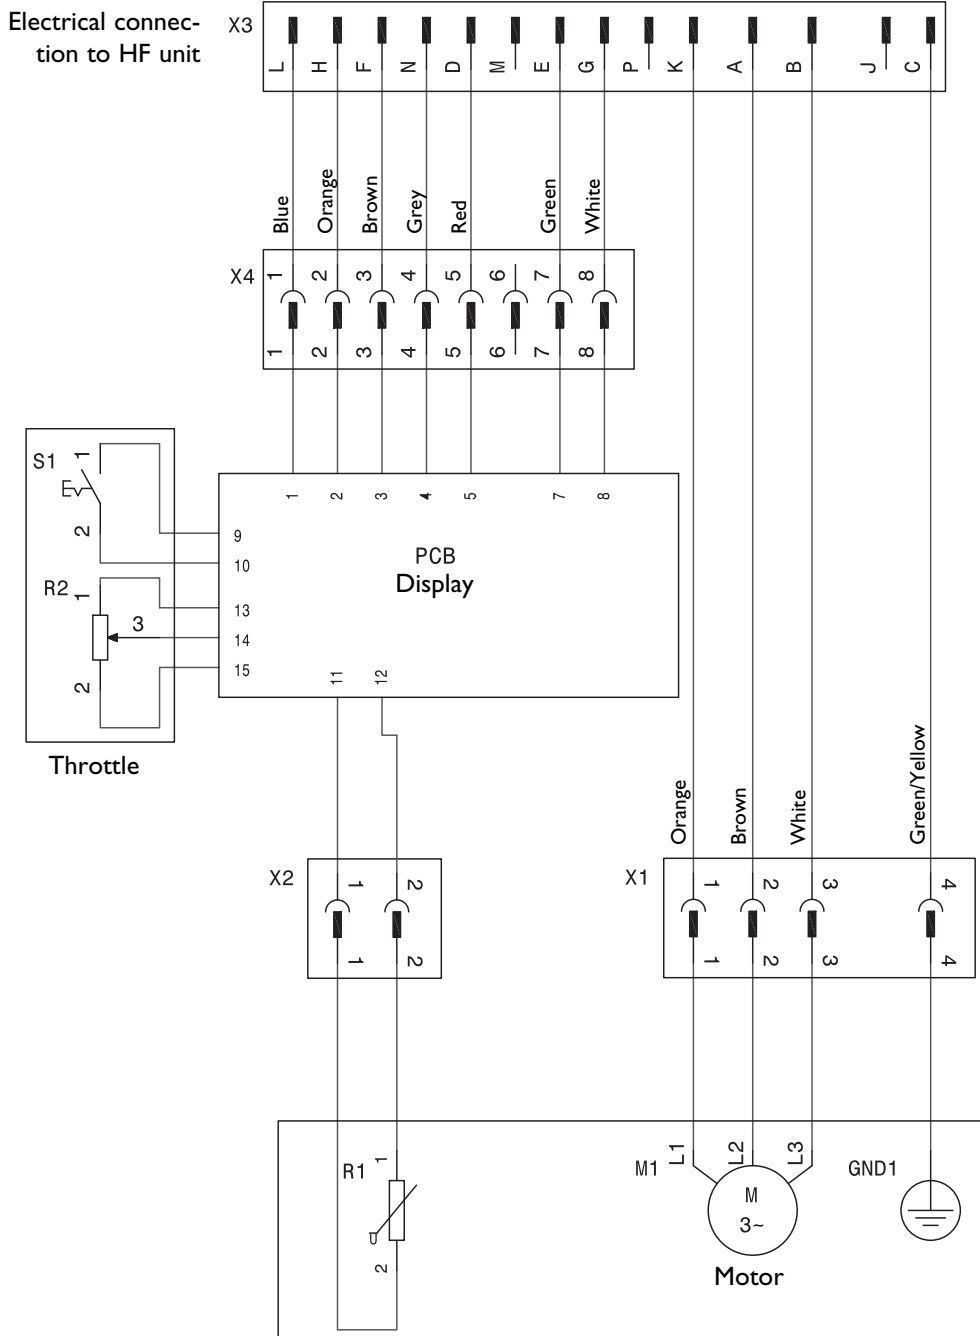 Electrical connec-
tion to HF unit
X3
L H F N D M E G P K A B J C
Blue Orange Brown Grey Red Green White
X4
1 2 3 4 5 6 7 8
1 2 3 4 5 6 7 8
S1
1
2
R2
1
3
2
Throttle
1 2 3 4 5 7 8
9
10
13
14
15
PCB
Display
11 12
Orange Brown White Green/Yellow
X2
1 2
1 2
X1
1 2 3 4
1 2 3 4
R1
1
2
U
M1
L1 L2 L3
M
3~
Motor
GND1